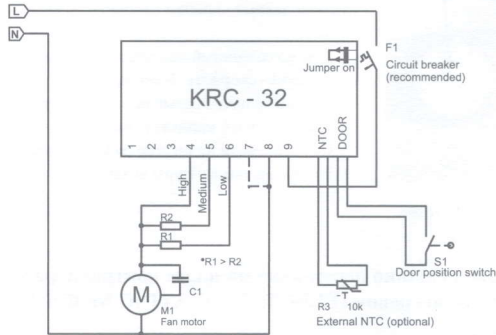 L
N
F1
Jumper on
Circuit breaker
(recommended)
KRC - 32
1 2 3 4 5 6 7 8 9 NTC DOOR
High
Medium
Low
R2
R1
*R1 > R2
C1
M
M1
Fan motor
S1
Door position switch
-T
R3 10k
External NTC (optional)